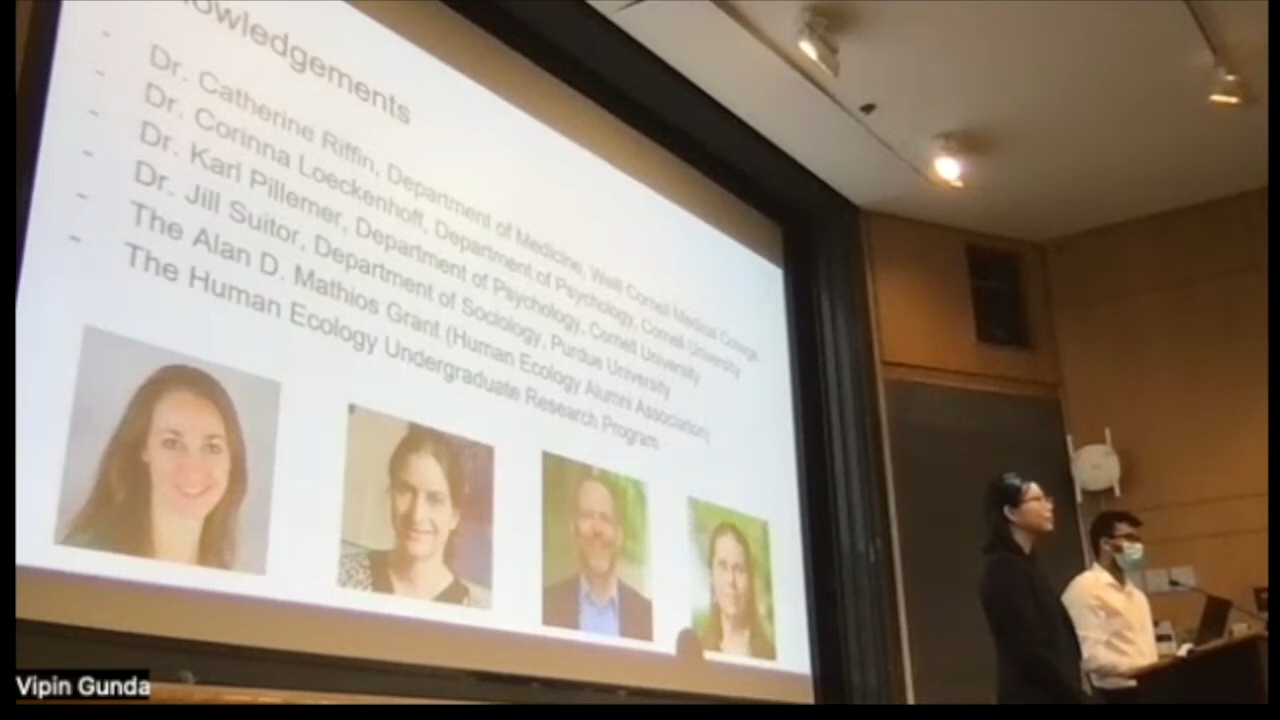 nowledgements
- Dr. Catherine Riffin, Department of Medicine, Weill Cornell Medical College
- Dr. Corinna Loeckenhoff, Department of Psychology, Cornell University
- Dr. Karl Pillemer, Department of Psychology, Cornell University
- Dr. Jill Suitor, Department of Sociology, Purdue University
- The Alan D. Mathios Grant (Human Ecology Alumni Association)
- The Human Ecology Undergraduate Research Program
Vipin Gunda